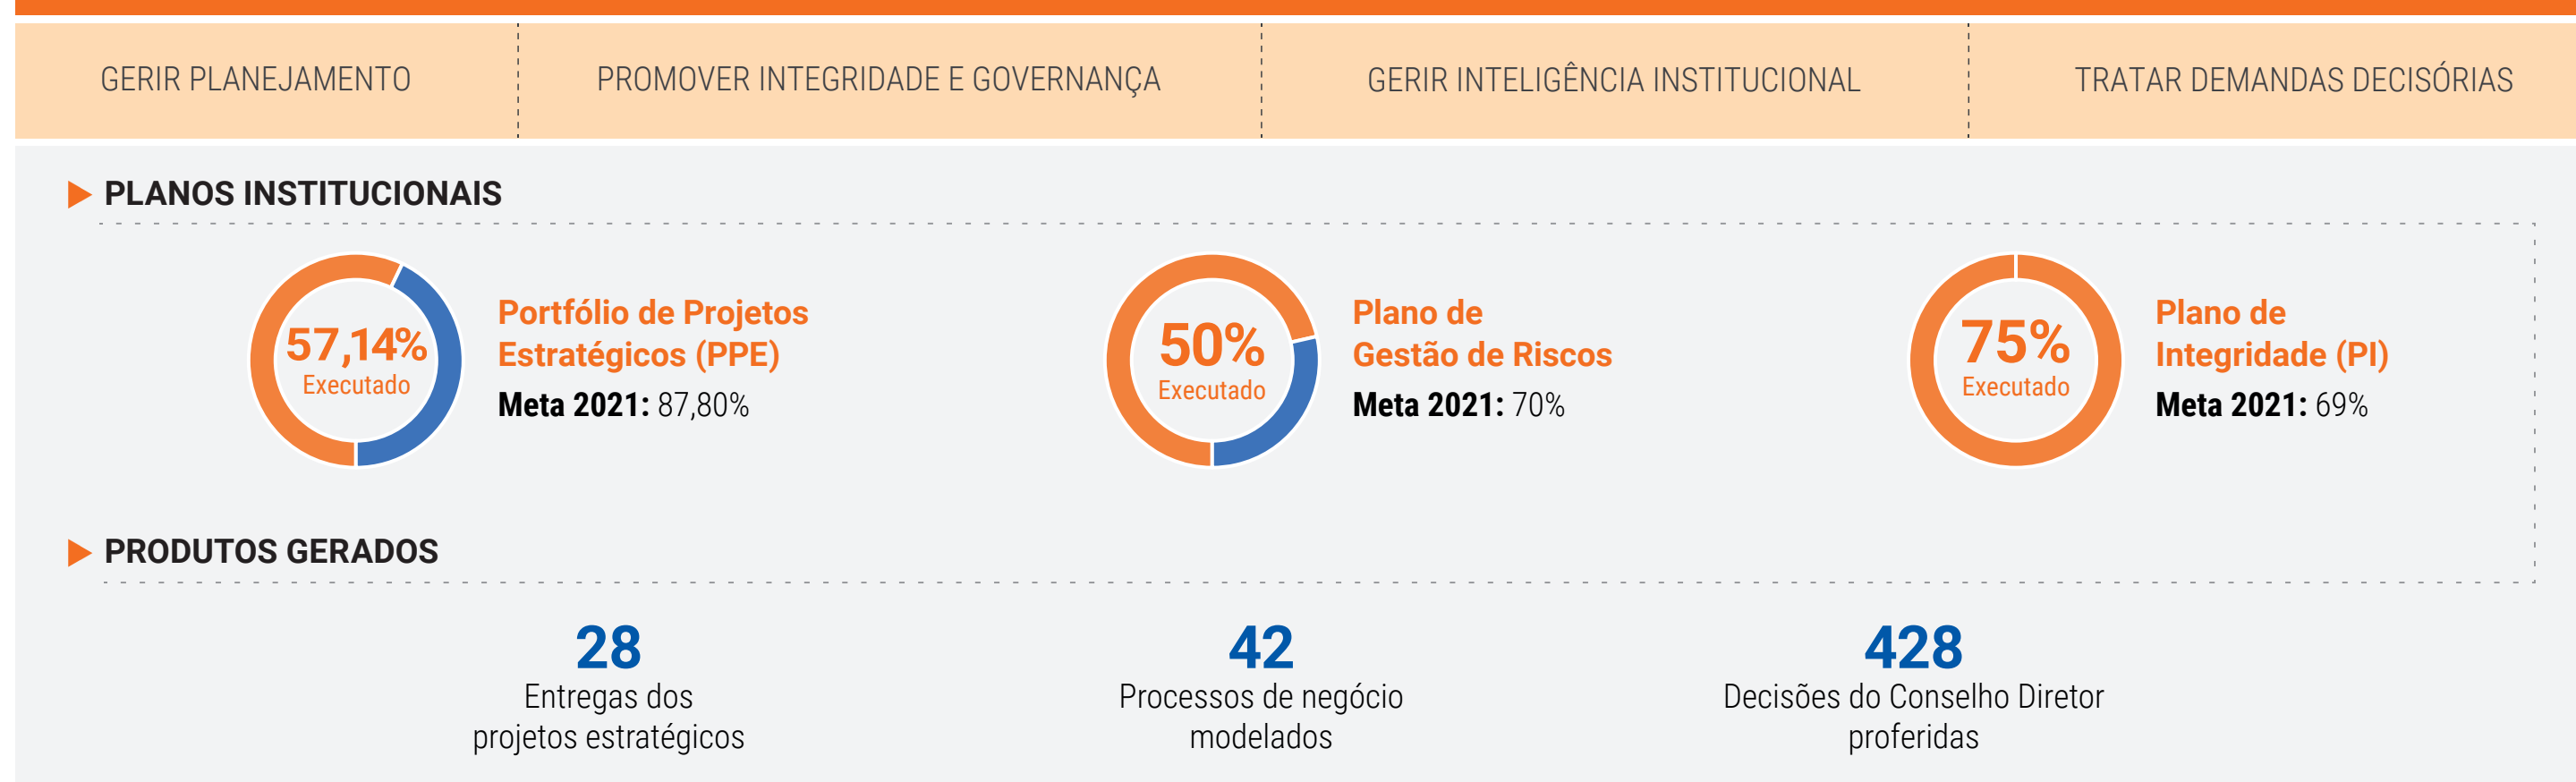 GERIR PLANEJAMENTO
PROMOVER INTEGRIDADE E GOVERNANÇA
GERIR INTELIGÊNCIA INSTITUCIONAL
TRATAR DEMANDAS DECISÓRIAS
PLANOS INSTITUCIONAIS
57,14%
Executado
Portfólio de Projetos
Estratégicos (PPE)
Meta 2021: 87,80%
50%
Executado
Plano de
Gestão de Riscos
Meta 2021: 70%
75%
Executado
Plano de
Integridade (PI)
Meta 2021: 69%
PRODUTOS GERADOS
28
Entregas dos
projetos estratégicos
42
Processos de negócio
modelados
428
Decisões do Conselho Diretor
proferidas